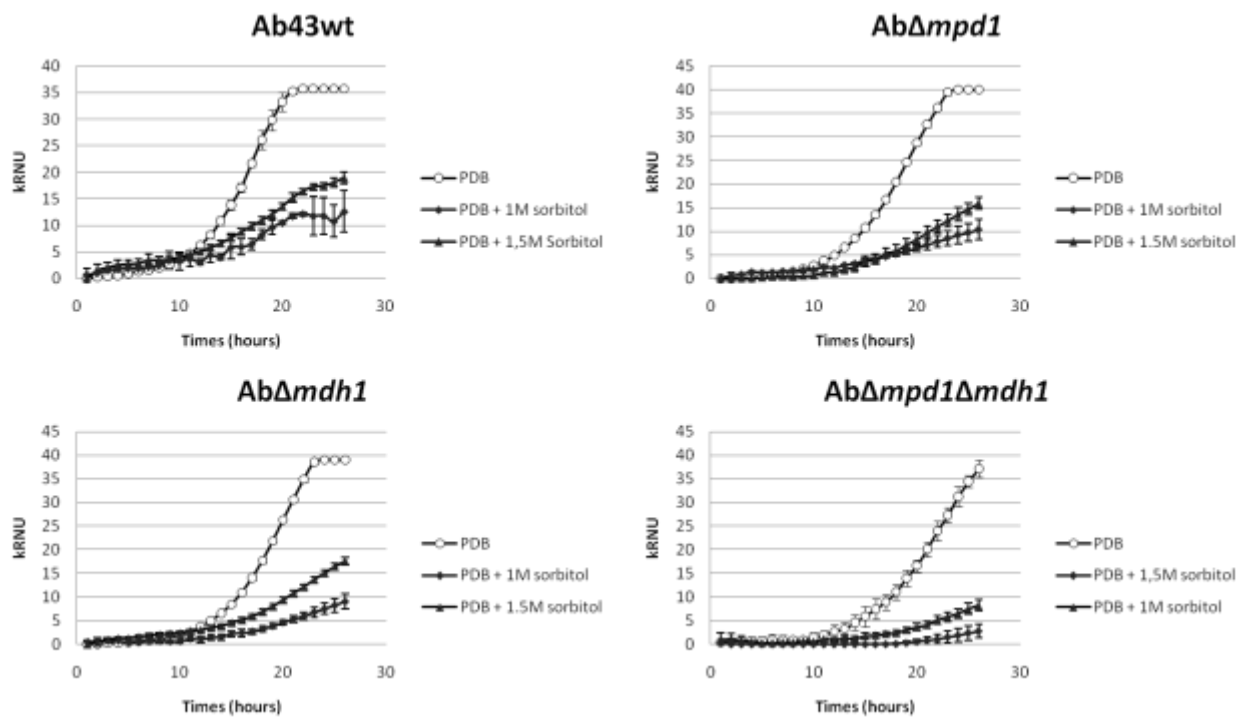 Ab43wt
40
35
30
25
20
15
10
5
0
kRNU
0 10 20 30
Times (hours)
PDB
PDB + 1M sorbitol
PDB + 1,5M Sorbitol
AbΔmpd1
45
40
35
30
25
20
15
10
5
0
kRNU
0 10 20 30
Times (hours)
PDB
PDB + 1M sorbitol
PDB + 1.5M sorbitol
AbΔmdh1
45
40
35
30
25
20
15
10
5
0
kRNU
0 10 20 30
Times (hours)
PDB
PDB + 1M sorbitol
PDB + 1.5M sorbitol
AbΔmpd1Δmdh1
45
40
35
30
25
20
15
10
5
0
kRNU
0 10 20 30
Times (hours)
PDB
PDB + 1,5M sorbitol
PDB + 1M sorbitol